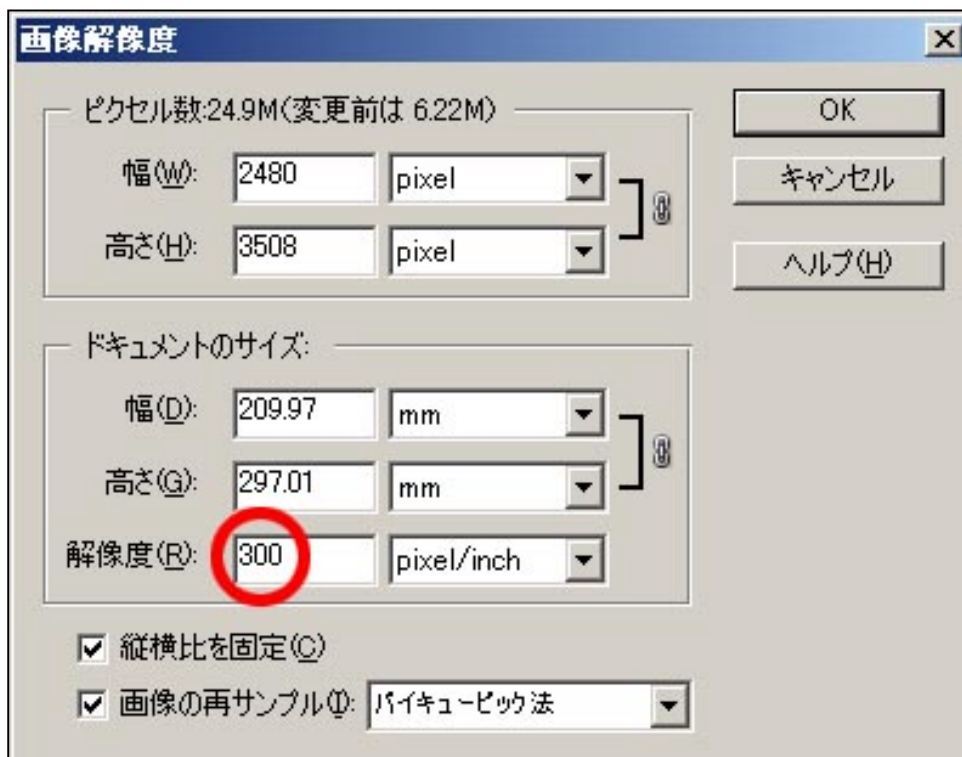 画像解像度
ピクセル数:24.9M(変更前は 6.22M)
幅(W): 2480 pixel
高さ(H): 3508 pixel
ドキュメントのサイズ:
幅(D): 209.97 mm
高さ(G): 297.01 mm
解像度(R): 300 pixel/inch
縦横比を固定(C)
画像の再サンプル(I): バイキュービック法
OK
キャンセル
ヘルプ(H)